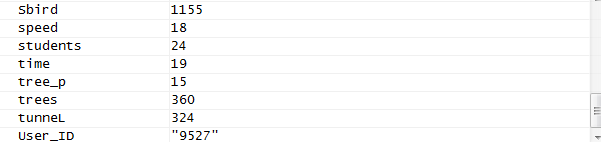 Sbird 1155
speed 18
students 24
time 19
tree_p 15
trees 360
tunneL 324
User_ID "9527"